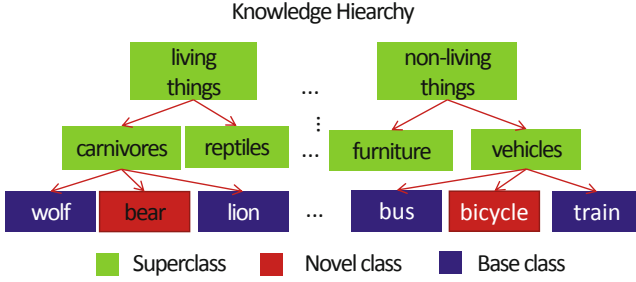 Knowledge Hiearchy
living
things
...
non-living
things
...
carnivores
reptiles
...
furniture
vehicles
wolf
bear
lion
...
bus
bicycle
train
Superclass
Novel class
Base class